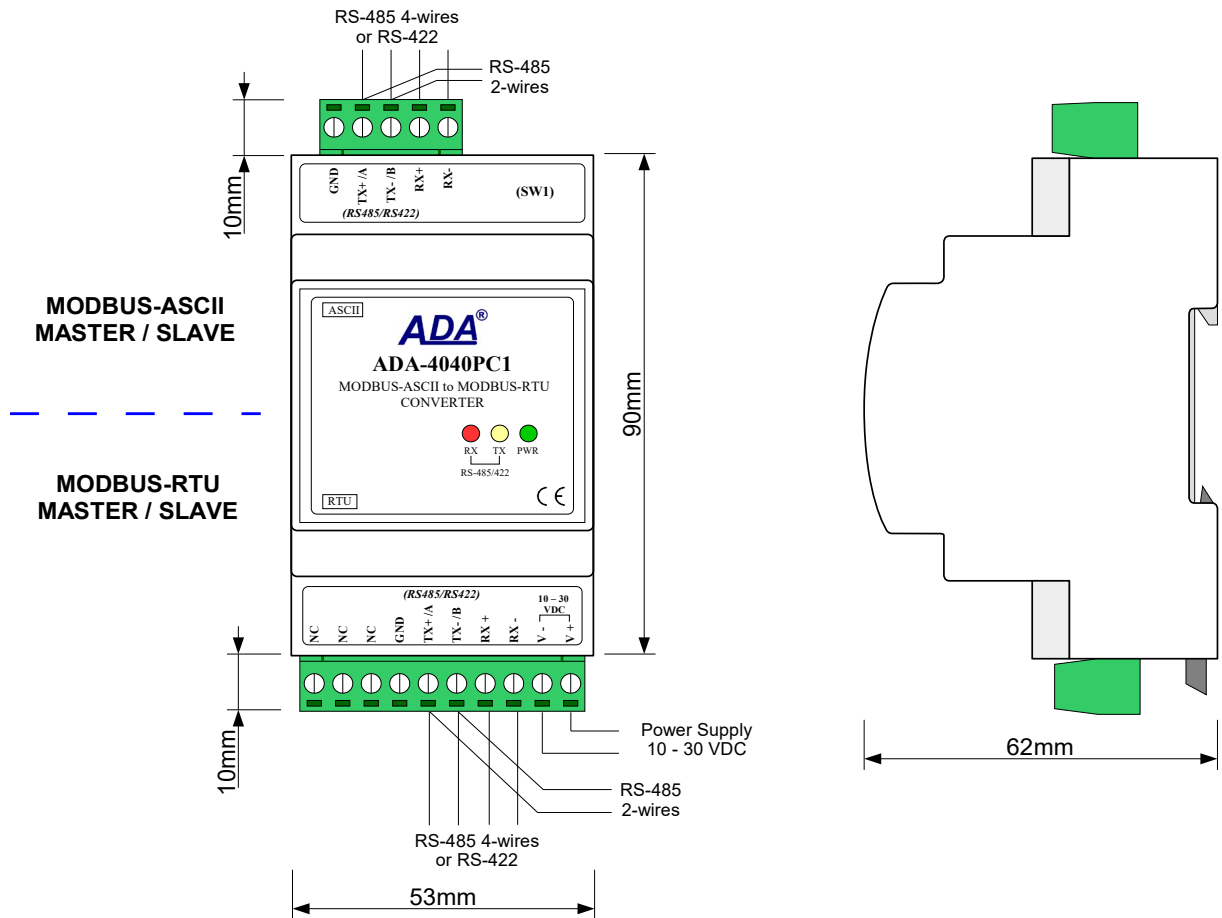 RS-485 4-wires
or RS-422
RS-485
2-wires
10mm
GND
TX+/A
TX-/B
RX+
RX-
(SW1)
(RS485/RS422)
MODBUS-ASCII
MASTER / SLAVE
ASCII
ADA®
ADA-4040PC1
MODBUS-ASCII to MODBUS-RTU
CONVERTER
90mm
RX TX PWR
RS-485/422
MODBUS-RTU
MASTER / SLAVE
RTU
CE
(RS485/RS422)
10 – 30
VDC
NC
NC
NC
GND
TX+/A
TX-/B
RX +
RX -
V -
V +
10mm
Power Supply
10 - 30 VDC
62mm
RS-485
2-wires
RS-485 4-wires
or RS-422
53mm